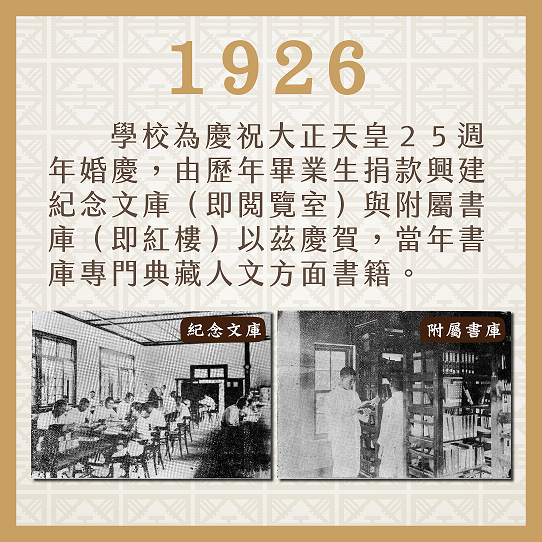 1926
學校為慶祝大正天皇２５週
年婚慶，由歷年畢業生捐款興建
紀念文庫（即閱覽室）與附屬書
庫（即紅樓）以茲慶賀，當年書
庫專門典藏人文方面書籍。
紀念文庫
附屬書庫